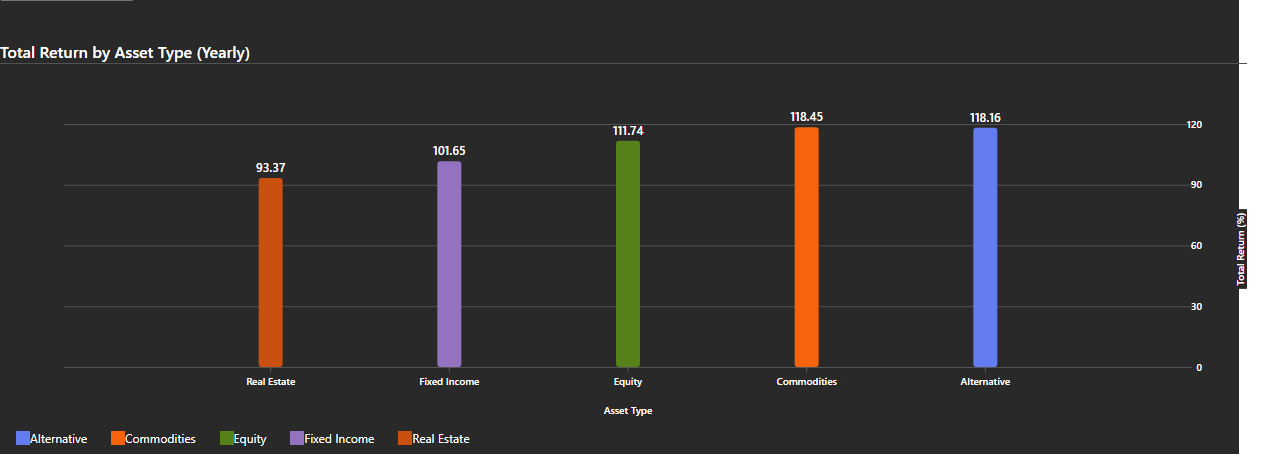 Total Return by Asset Type (Yearly)
93.37
101.65
111.74
118.45
118.16
120
90
60
30
0
Total Return (%)
Real Estate
Fixed Income
Equity
Commodities
Alternative
Asset Type
Alternative
Commodities
Equity
Fixed Income
Real Estate